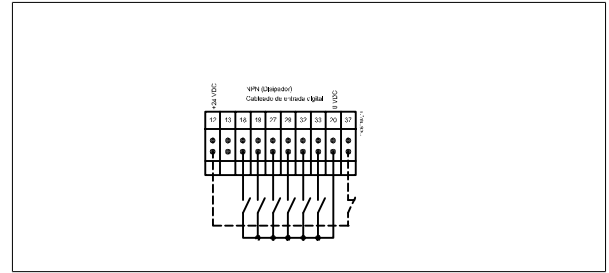 +24 VDC
NPN (Disipador)
Cableado de entrada digital
0 VDC
12 13 18 19 27 29 32 33 20 37